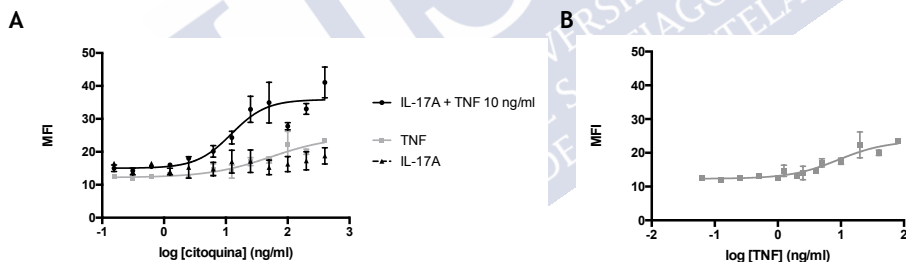 A
B
50
40
30
20
10
0
MFI
-1
0
1
2
3
log [citoquina] (ng/ml)
IL-17A + TNF 10 ng/ml
TNF
IL-17A
50
40
30
20
10
0
MFI
-2
-1
0
1
2
log [TNF] (ng/ml)